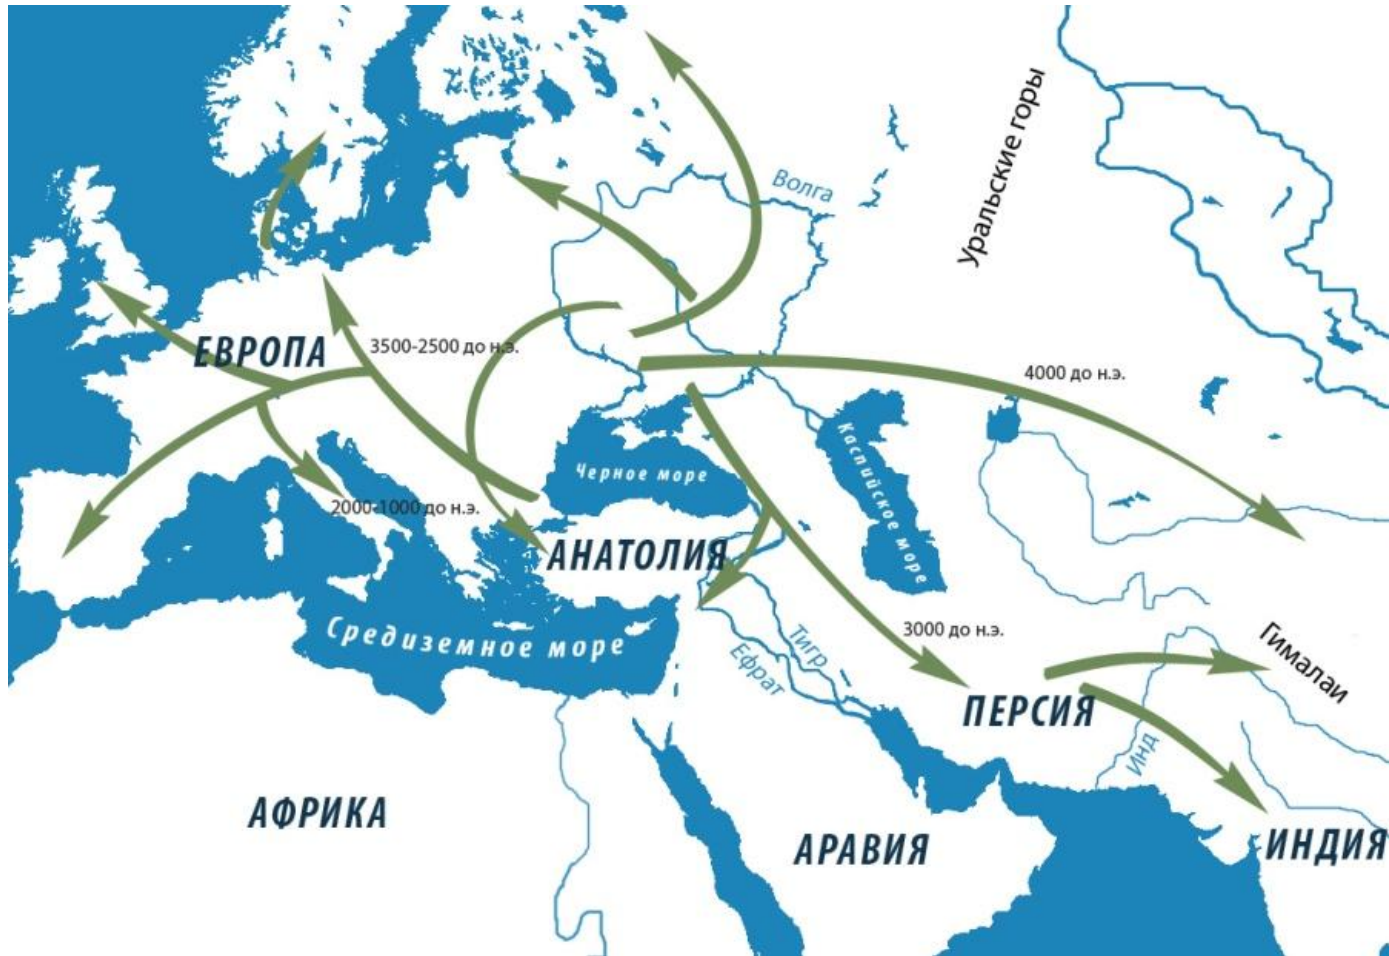 Волга
Уральские горы
ЕВРОПА
3500-2500 до н.э.
4000 до н.э.
Черное море
Каспийское море
2000-1000 до н.э.
АНАТОЛИЯ
Средиземное море
Тигр
Ефрат
3000 до н.э.
Гималаи
ПЕРСИЯ
Инд
АФРИКА
АРАВИЯ
ИНДИЯ